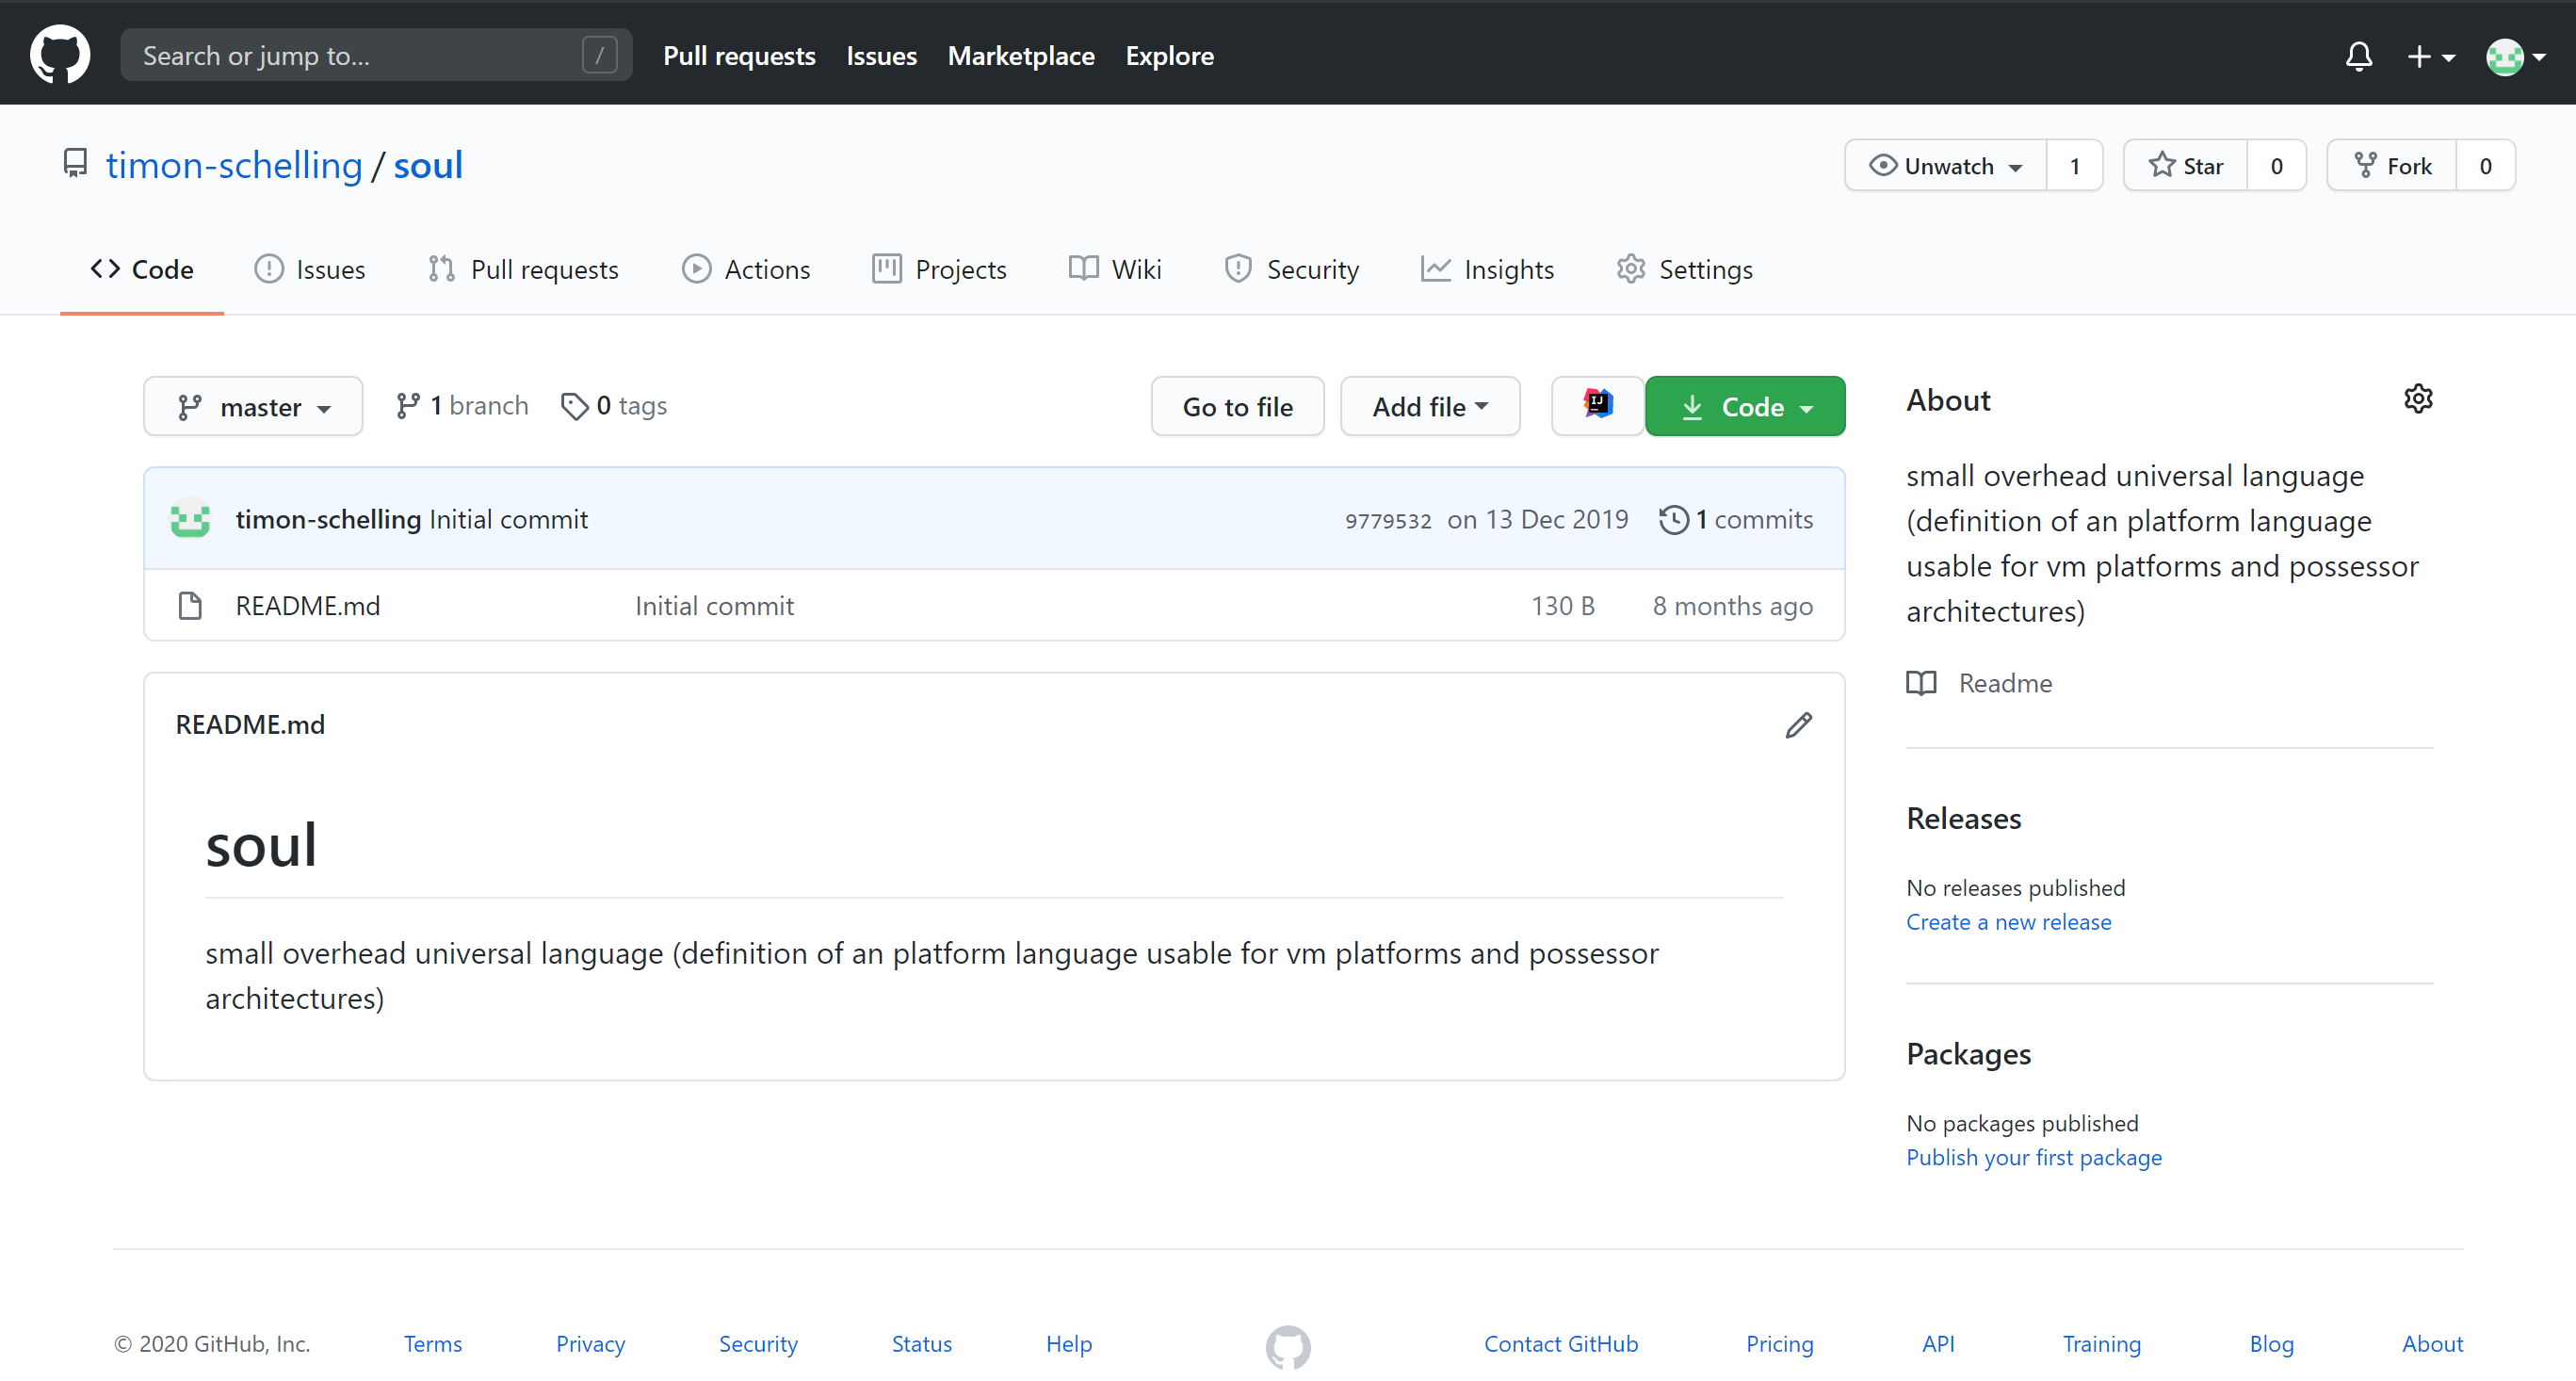 Search or jump to... /
Pull requests Issues Marketplace Explore
timon-schelling / soul
Unwatch 1 Star 0 Fork 0
Code Issues Pull requests Actions Projects Wiki Security Insights Settings
master 1 branch 0 tags Go to file Add file IJ Code
timon-schelling Initial commit 9779532 on 13 Dec 2019 1 commits
README.md Initial commit 130 B 8 months ago
README.md
soul
small overhead universal language (definition of an platform language usable for vm platforms and possessor
architectures)
About
small overhead universal language
(definition of an platform language
usable for vm platforms and possessor
architectures)
Readme
Releases
No releases published
Create a new release
Packages
No packages published
Publish your first package
© 2020 GitHub, Inc. Terms Privacy Security Status Help Contact GitHub Pricing API Training Blog About